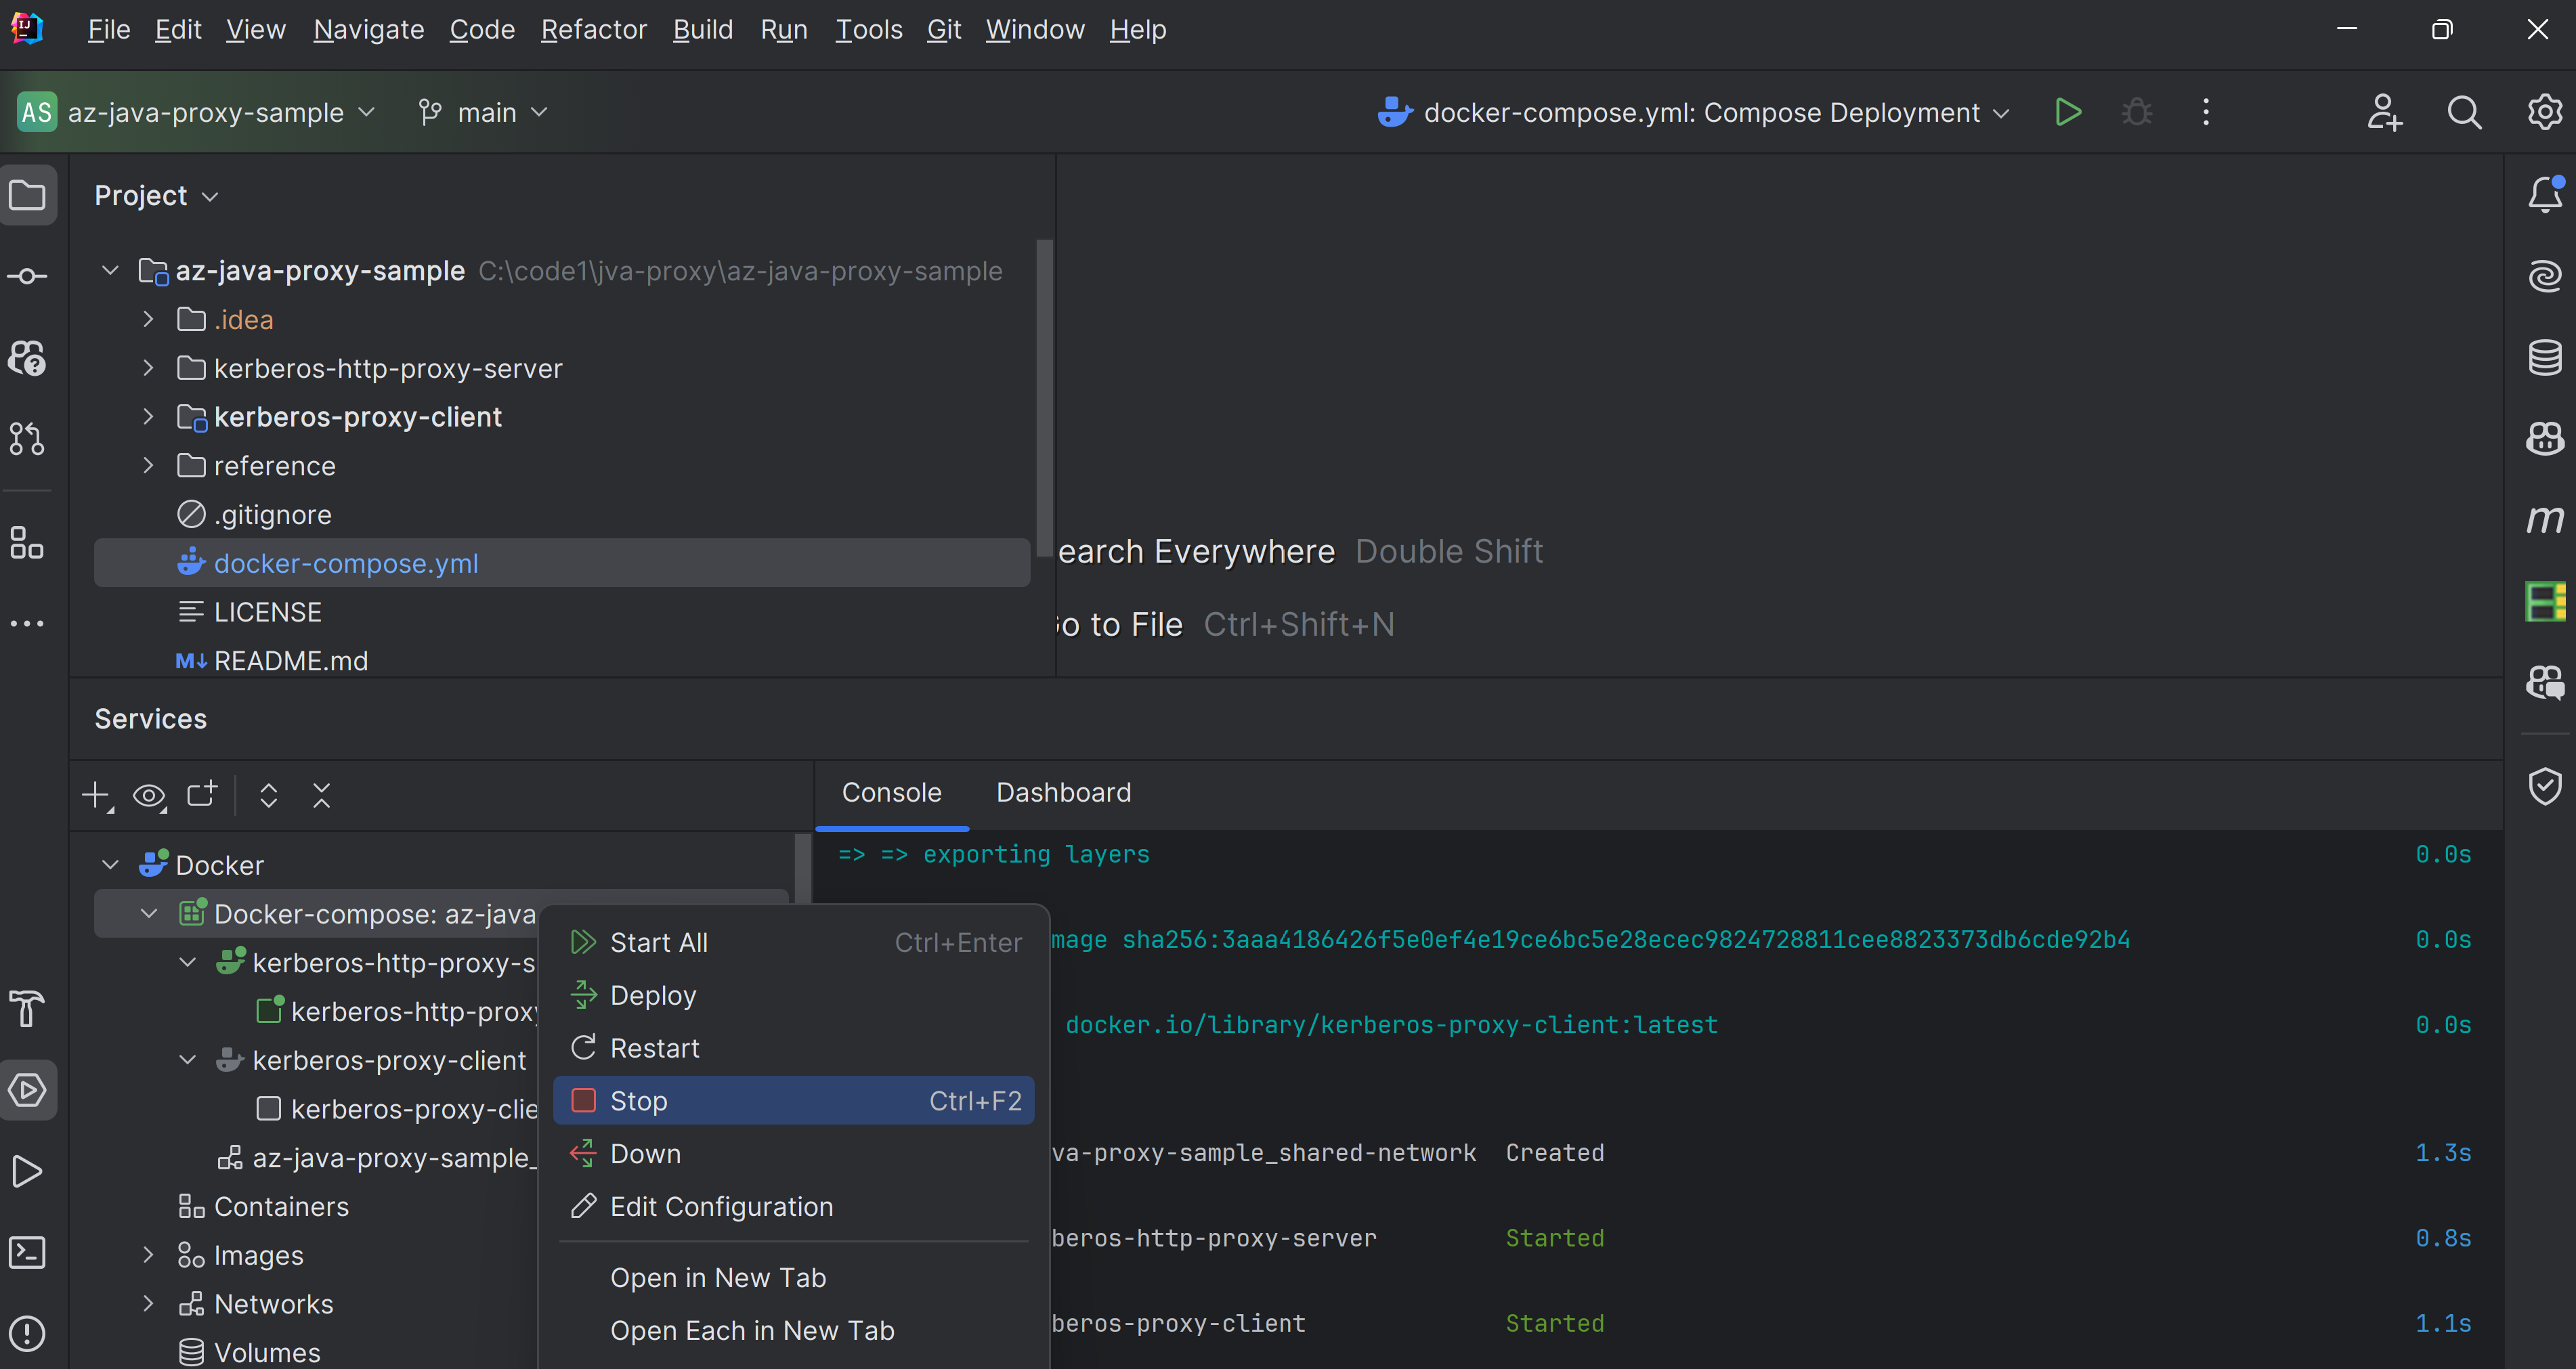 File Edit View Navigate Code Refactor Build Run Tools Git Window Help
AS az-java-proxy-sample main docker-compose.yml: Compose Deployment
Project
az-java-proxy-sample C:\code1\jva-proxy\az-java-proxy-sample
.idea
kerberos-http-proxy-server
kerberos-proxy-client
reference
.gitignore
docker-compose.yml
LICENSE
M↓ README.md
earch Everywhere Double Shift
o to File Ctrl+Shift+N
Services
Console Dashboard
Docker
Docker-compose: az-java
kerberos-http-proxy-s
kerberos-http-proxy
kerberos-proxy-client
kerberos-proxy-clie
az-java-proxy-sample_
Containers
Images
Networks
Volumes
Start All Ctrl+Enter
Deploy
Restart
Stop Ctrl+F2
Down
Edit Configuration
Open in New Tab
Open Each in New Tab
=> => exporting layers 0.0s
mage sha256:3aaa4186426f5e0ef4e19ce6bc5e28ecec9824728811cee8823373db6cde92b4 0.0s
docker.io/library/kerberos-proxy-client:latest 0.0s
va-proxy-sample_shared-network Created 1.3s
beros-http-proxy-server Started 0.8s
beros-proxy-client Started 1.1s